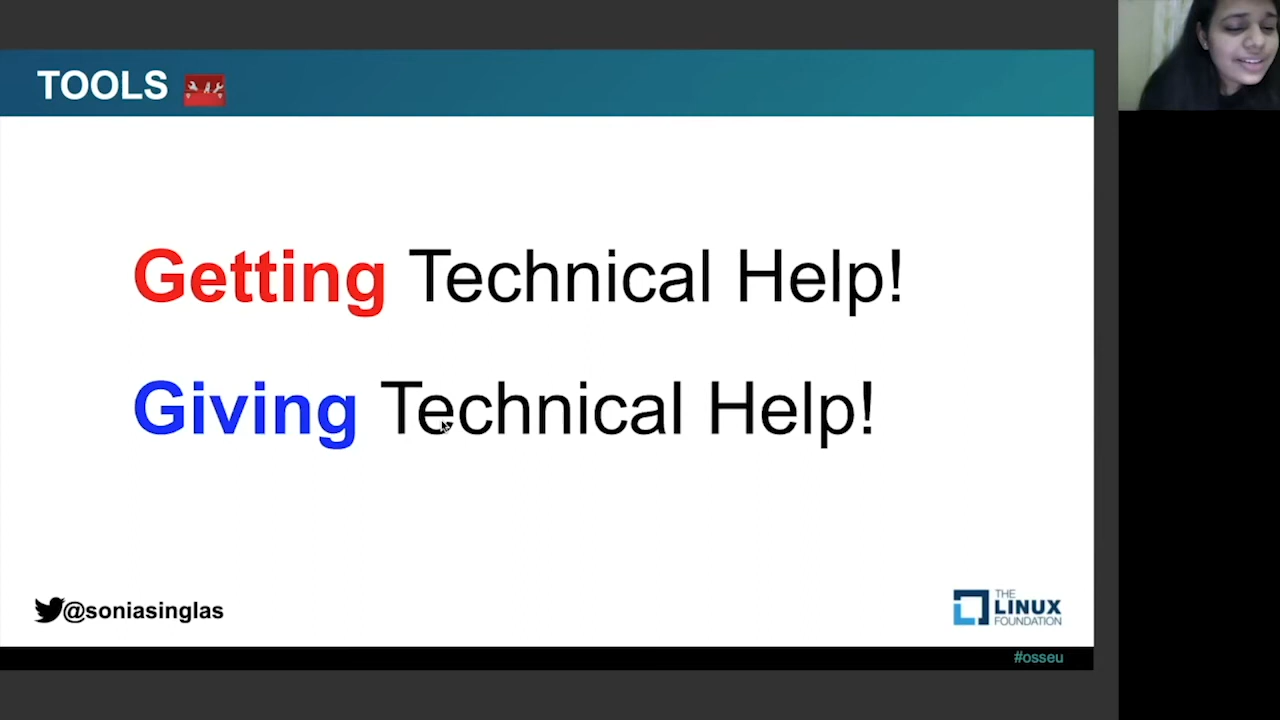 TOOLS
Getting Technical Help!
Giving Technical Help!
@soniasinglas
THE
LINUX
FOUNDATION
#osseu